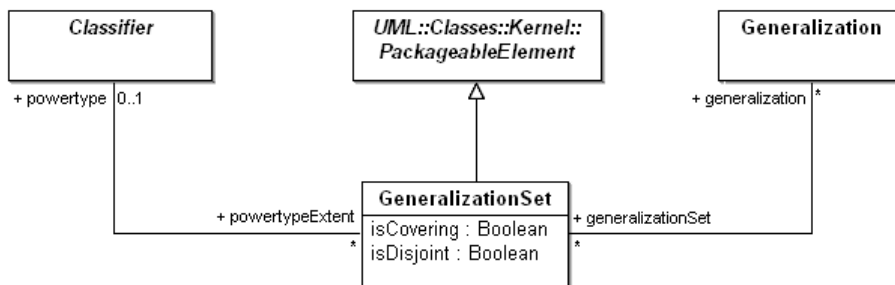 Classifier
UML::Classes::Kernel::
PackageableElement
Generalization
+ powertype
0..1
+ generalization
*
GeneralizationSet
+ powertypeExtent
*
isCovering : Boolean
isDisjoint : Boolean
+ generalizationSet
*